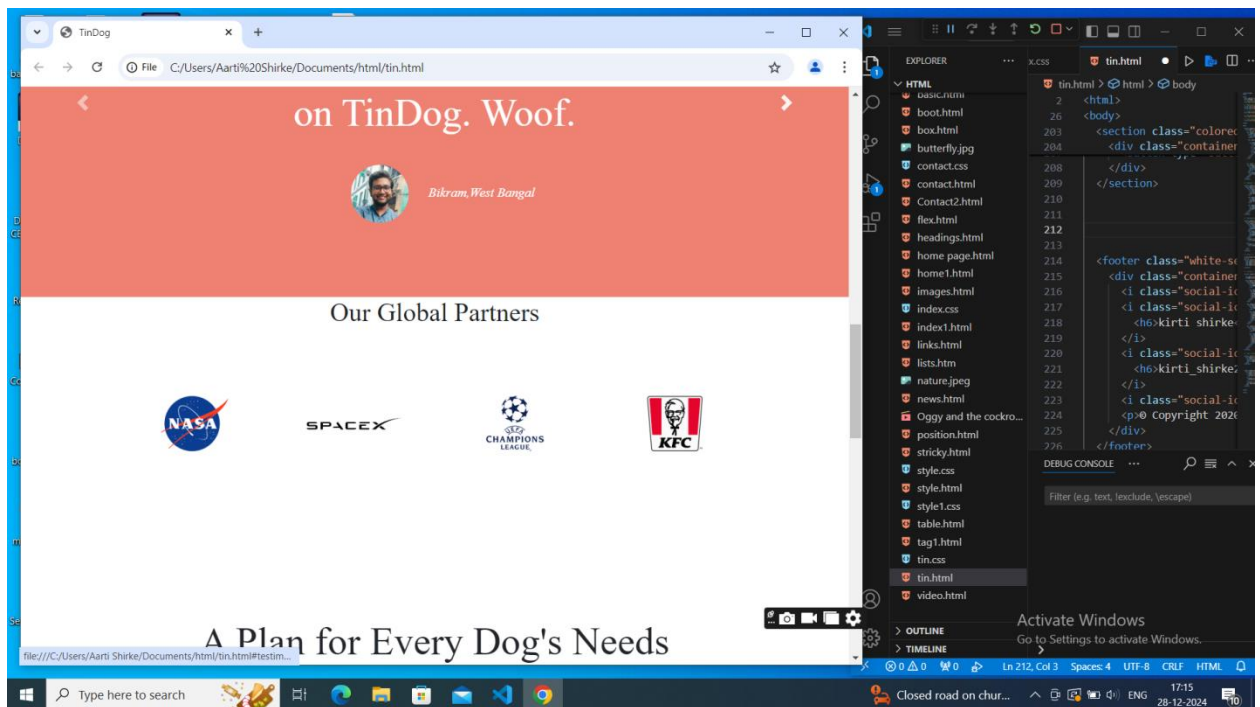 TinDog
File C:/Users/Aarti%20Shirke/Documents/html/tin.html
on TinDog. Woof.
Bikram,West Bangal
Our Global Partners
NASA
SPACEX
UEFA
CHAMPIONS
LEAGUE
KFC
A Plan for Every Dog's Needs
file:///C:/Users/Aarti Shirke/Documents/html/tin.html#testim...
EXPLORER
HTML
basic.html
boot.html
box.html
butterfly.jpg
contact.css
contact.html
Contact2.html
flex.html
headings.html
home page.html
home1.html
images.html
index.css
index1.html
links.html
lists.htm
nature.jpeg
news.html
Oggy and the cockro...
position.html
stricky.html
style.css
style.html
style1.css
table.html
tag1.html
tin.css
tin.html
video.html
OUTLINE
TIMELINE
x.css tin.html
tin.html > html > body
2 <html>
26 <body>
203 <section class="colored
204 <div class="container
208 </div>
209 </section>
210
211
212
213
214 <footer class="white-se
215 <div class="container
216 <i class="social-ic
217 <i class="social-ic
218 <h6>kirti shirke<
219 </i>
220 <i class="social-ic
221 <h6>kirti_shirke2
222 </i>
223 <i class="social-ic
224 <p>© Copyright 202
225 </div>
226 </footer>
DEBUG CONSOLE ...
Filter (e.g. text, !exclude, \escape)
Activate Windows
Go to Settings to activate Windows.
0 0 0 Ln 212, Col 3 Spaces: 4 UTF-8 CRLF HTML
Type here to search
Closed road on chur... ENG
17:15
28-12-2024
10